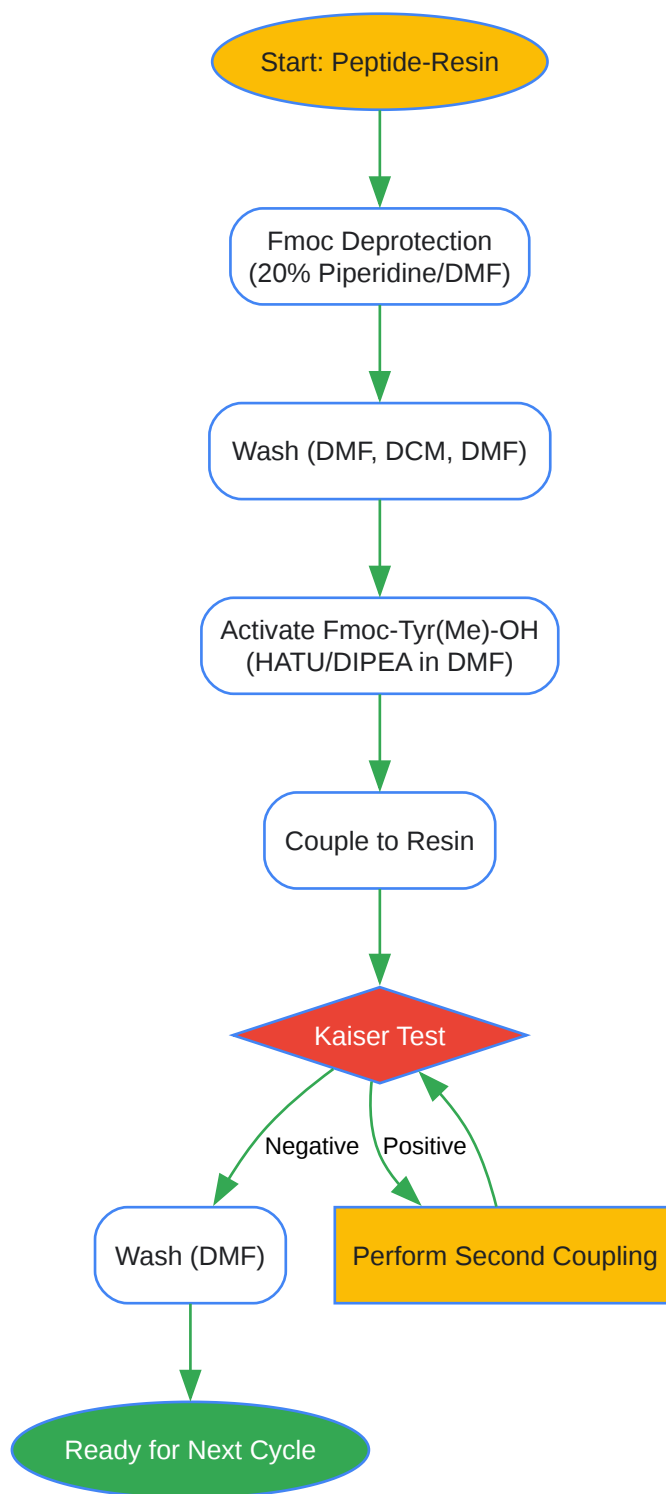 Start: Peptide-Resin
Fmoc Deprotection
(20% Piperidine/DMF)
Wash (DMF, DCM, DMF)
Activate Fmoc-Tyr(Me)-OH
(HATU/DIPEA in DMF)
Couple to Resin
Kaiser Test
Negative
Positive
Wash (DMF)
Perform Second Coupling
Ready for Next Cycle